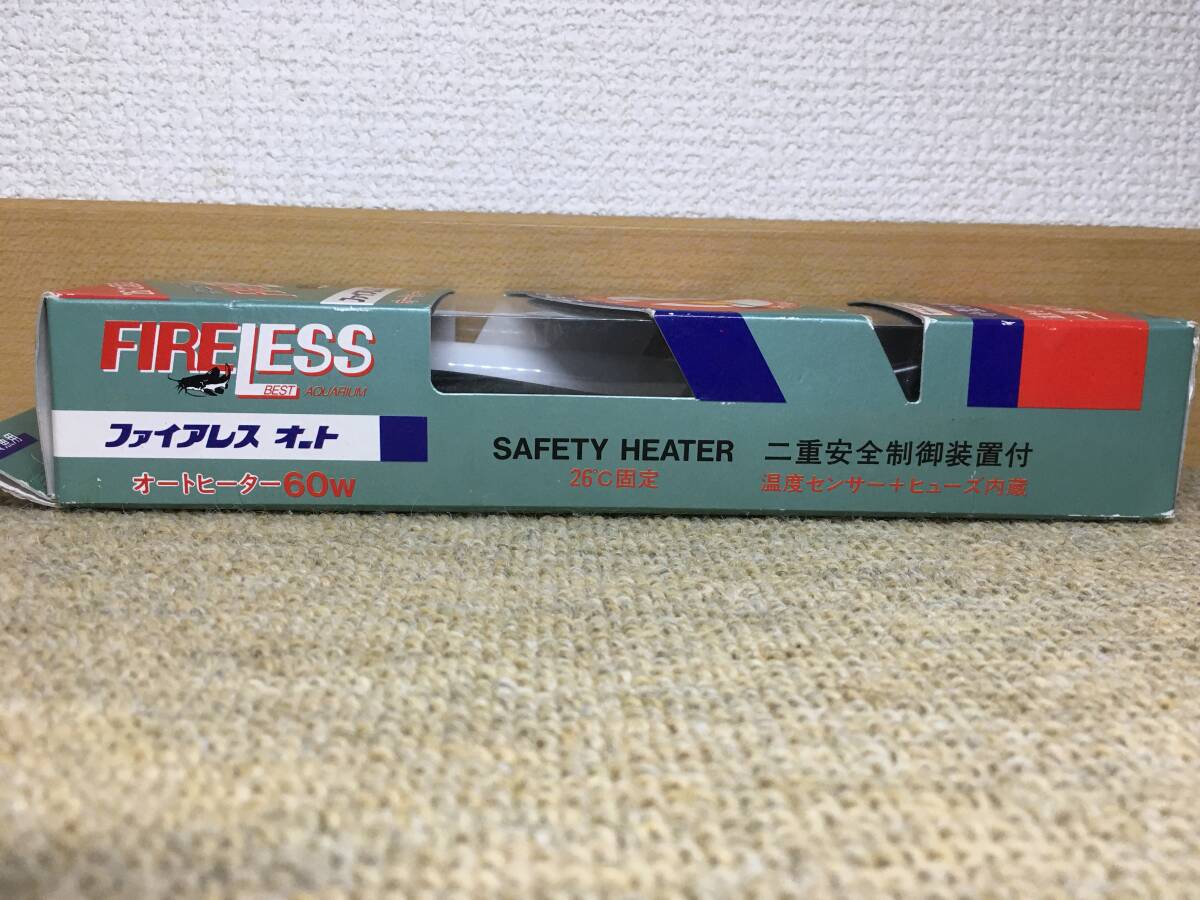 FIRELESS
BEST AQUARIUM
ファイアレス オート
オートヒーター60W
SAFETY HEATER 二重安全制御装置付
26℃固定 温度センサー+ヒューズ内蔵
用